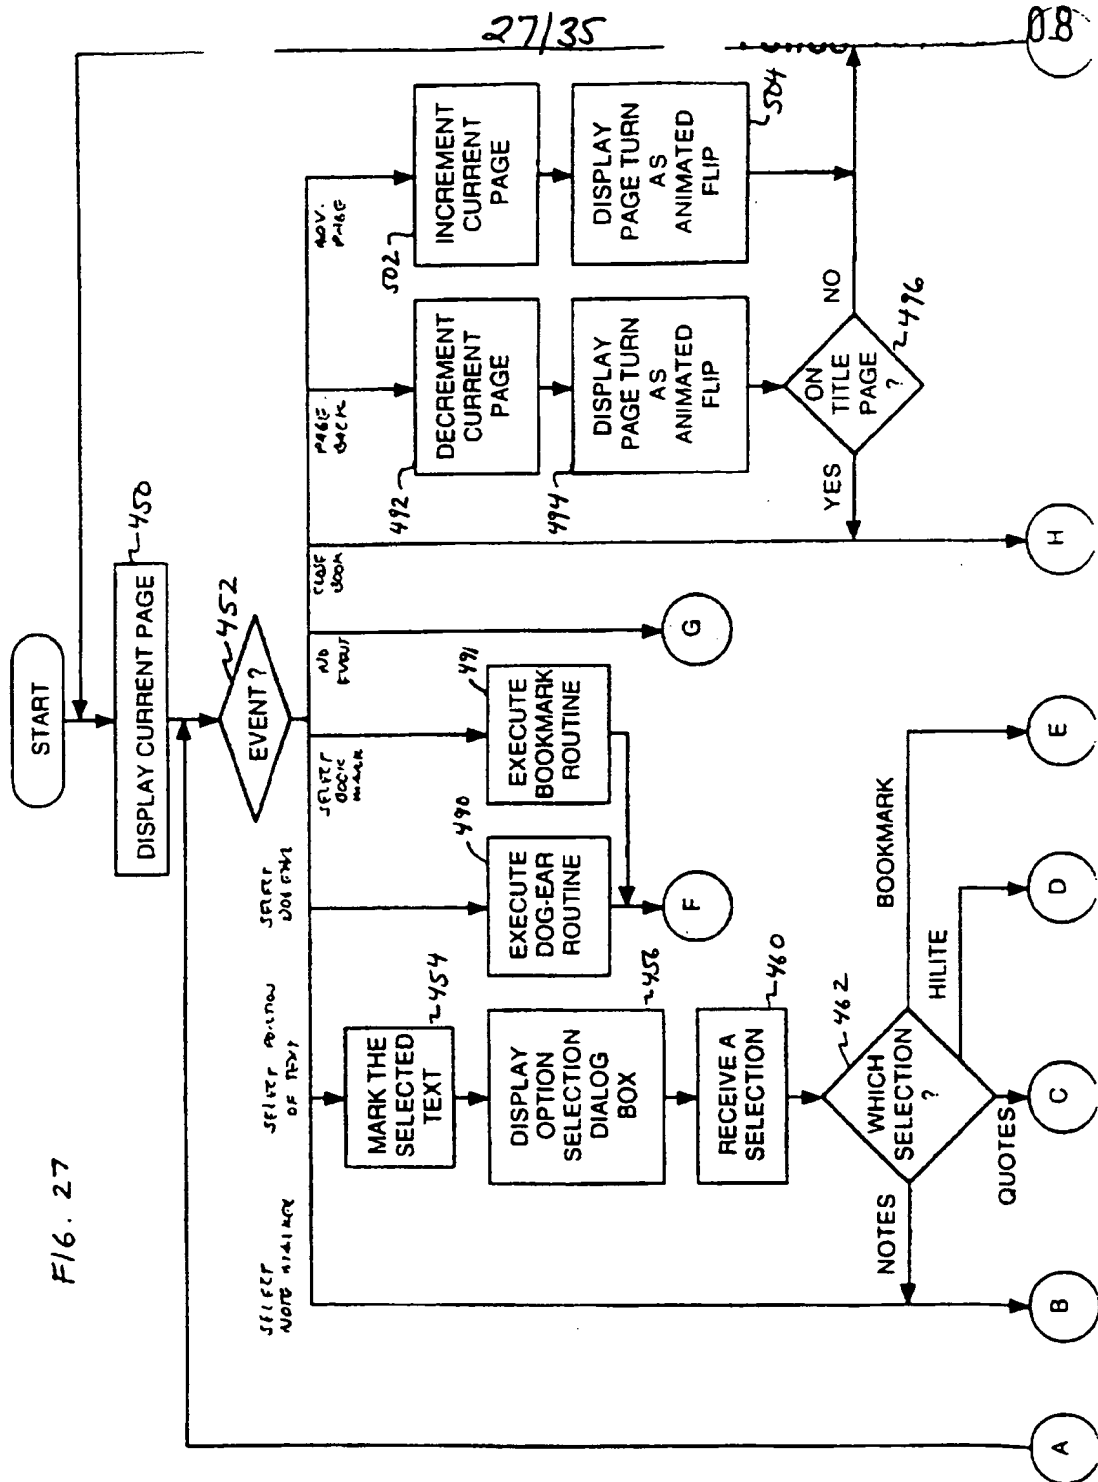 27/35
08
FIG. 27
START
DISPLAY CURRENT PAGE
450
EVENT?
452
SELECT
NOTE
SELECT PORTION
OF TEXT
SELECT
DOG EAR
SELECT
BOOK
MARK
NO
EVENT
CLOSE
BOOK
PAGE
BACK
ADV.
PAGE
MARK THE
SELECTED
TEXT
454
DISPLAY
OPTION
SELECTION
DIALOG
BOX
456
RECEIVE A
SELECTION
460
WHICH
SELECTION
?
462
NOTES
QUOTES
HILITE
BOOKMARK
EXECUTE
DOG-EAR
ROUTINE
490
EXECUTE
BOOKMARK
ROUTINE
491
DECREMENT
CURRENT
PAGE
492
DISPLAY
PAGE TURN
AS
ANIMATED
FLIP
494
ON
TITLE
PAGE
?
496
YES
NO
INCREMENT
CURRENT
PAGE
502
DISPLAY
PAGE TURN
AS
ANIMATED
FLIP
504
A
B
C
D
E
F
G
H